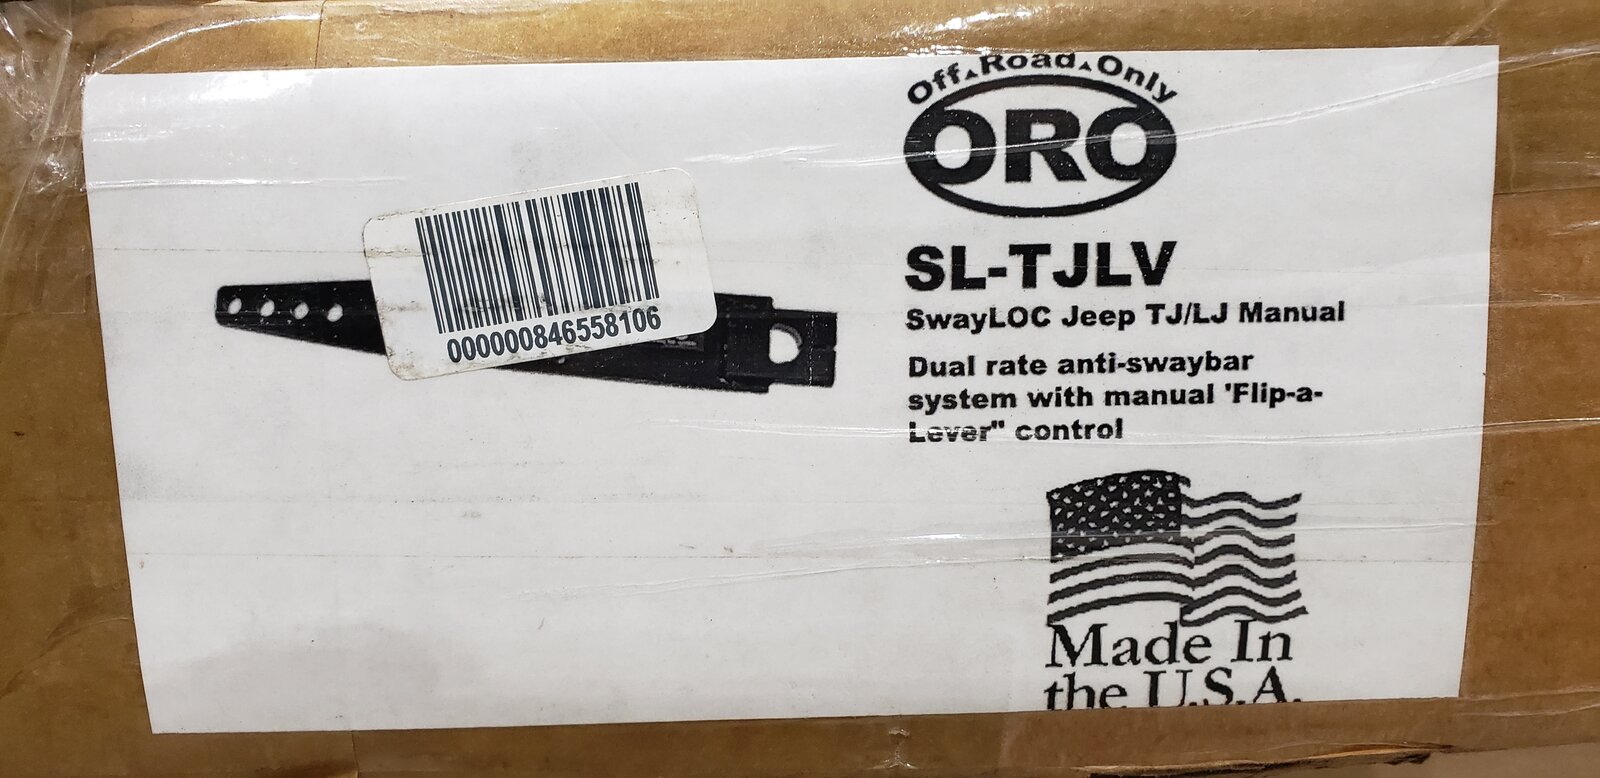 Off Road Only
ORO
SL-TJLV
SwayLOC Jeep TJ/LJ Manual
Dual rate anti-swaybar
system with manual 'Flip-a-
Lever" control
000000846558106
Made In
the U.S.A.